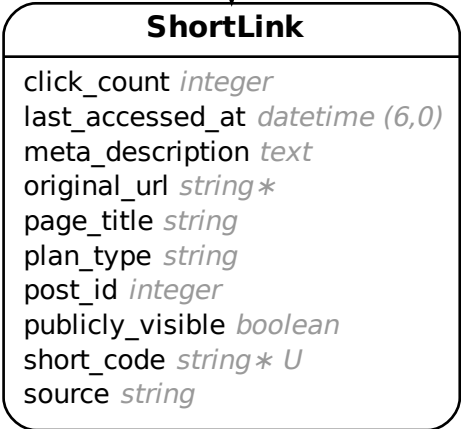 ShortLink
click_count integer
last_accessed_at datetime (6,0)
meta_description text
original_url string∗
page_title string
plan_type string
post_id integer
publicly_visible boolean
short_code string∗ U
source string